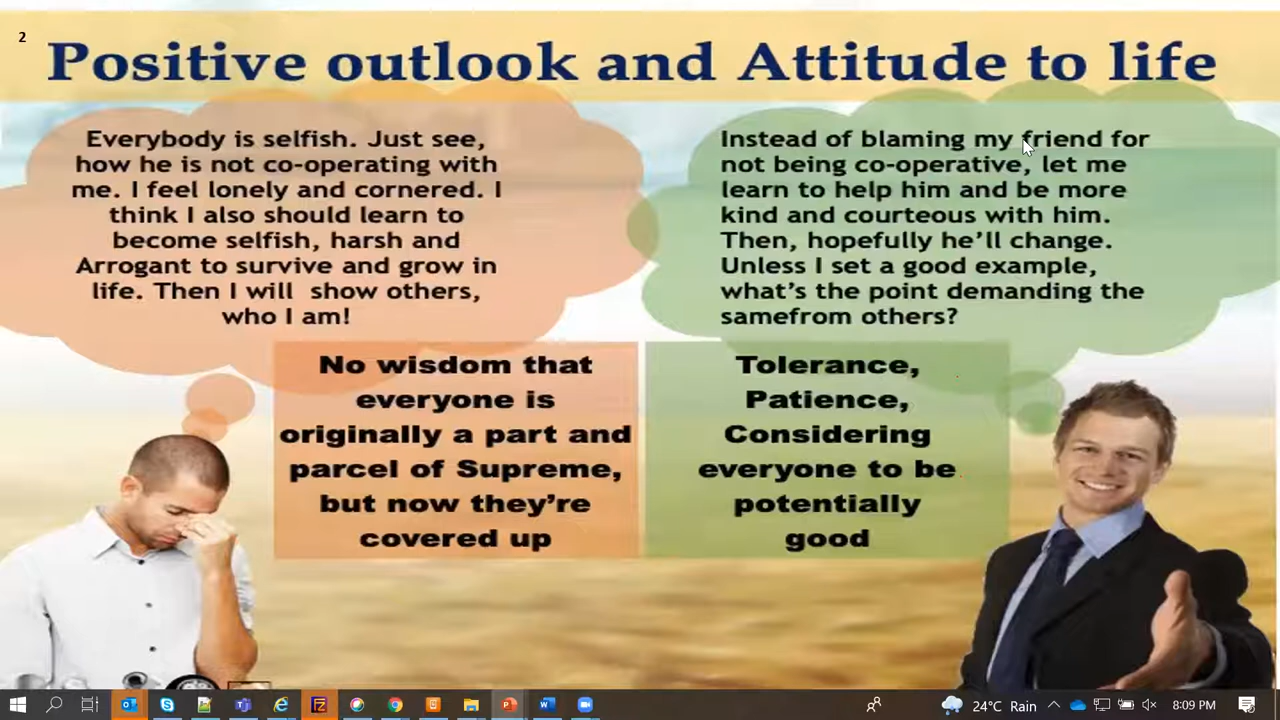 2
Positive outlook and Attitude to life
Everybody is selfish. Just see,
how he is not co-operating with
me. I feel lonely and cornered. I
think I also should learn to
become selfish, harsh and
Arrogant to survive and grow in
life. Then I will show others,
who I am!
Instead of blaming my friend for
not being co-operative, let me
learn to help him and be more
kind and courteous with him.
Then, hopefully he'll change.
Unless I set a good example,
what's the point demanding the
samefrom others?
No wisdom that
everyone is
originally a part and
parcel of Supreme,
but now they're
covered up
Tolerance,
Patience,
Considering
everyone to be
potentially
good
24°C Rain
8:09 PM